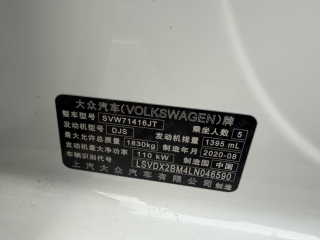 大众汽车(VOLKSWAGEN)牌
整车型号 SVW71416JT 乘坐人数 5
发动机型号 DJS 发动机排量 1395 mL
最大允许总质量 1830kg 制造年月 2020-08
发动机最大净功率 110 kW 制造国 中国
车辆识别代号 LSVDX2BM4LN046590
上汽大众汽车有限公司 制造